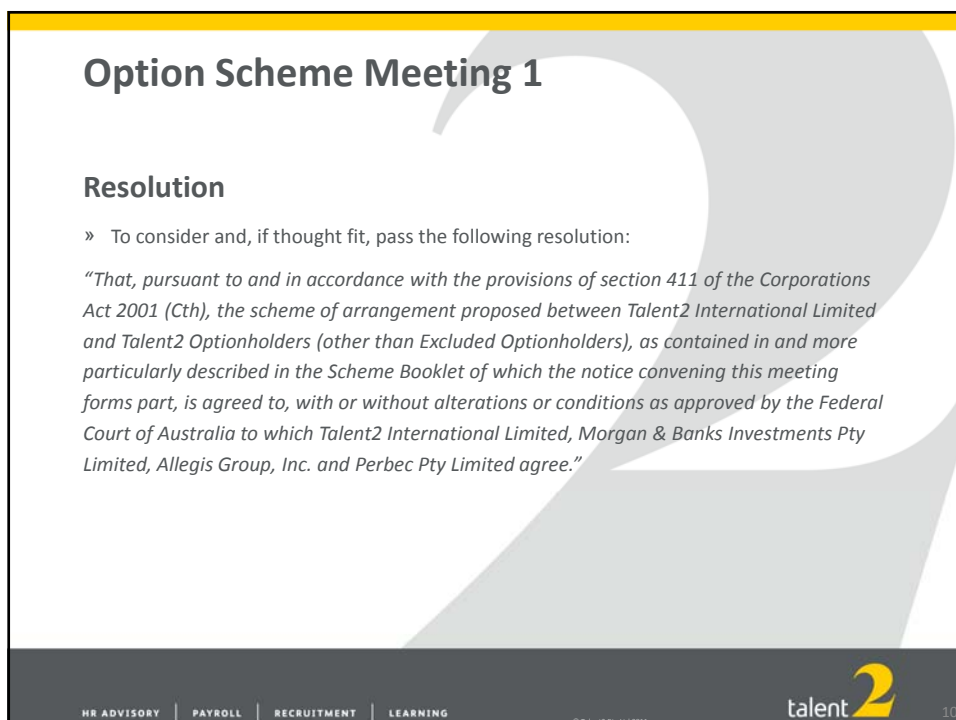 Option Scheme Meeting 1
Resolution
» To consider and, if thought fit, pass the following resolution:
“That, pursuant to and in accordance with the provisions of section 411 of the Corporations
Act 2001 (Cth), the scheme of arrangement proposed between Talent2 International Limited
and Talent2 Optionholders (other than Excluded Optionholders), as contained in and more
particularly described in the Scheme Booklet of which the notice convening this meeting
forms part, is agreed to, with or without alterations or conditions as approved by the Federal
Court of Australia to which Talent2 International Limited, Morgan & Banks Investments Pty
Limited, Allegis Group, Inc. and Perbec Pty Limited agree.”
HR ADVISORY | PAYROLL | RECRUITMENT | LEARNING
talent2
10